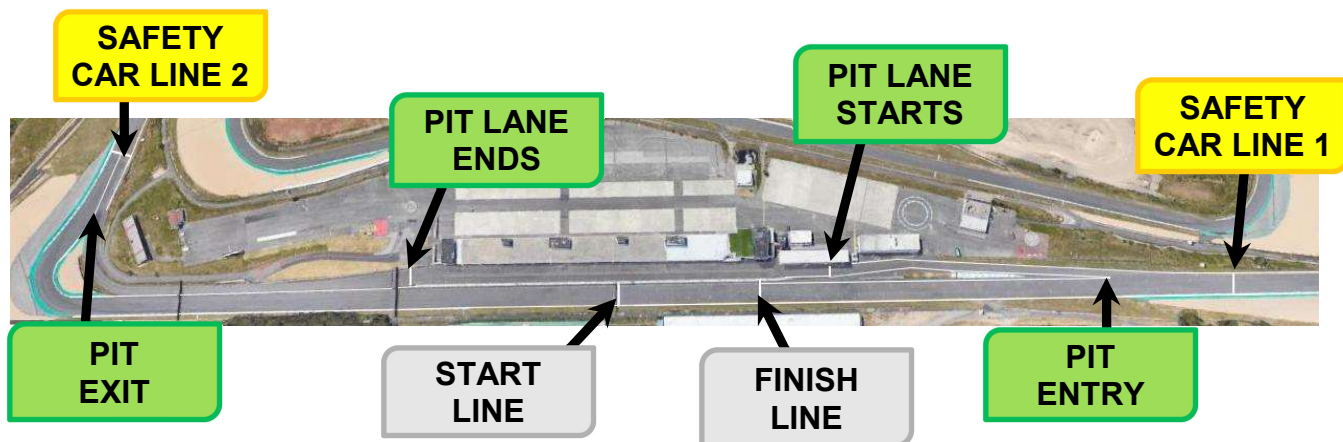 SAFETY
CAR LINE 2
PIT LANE
ENDS
PIT LANE
STARTS
SAFETY
CAR LINE 1
PIT
EXIT
START
LINE
FINISH
LINE
PIT
ENTRY